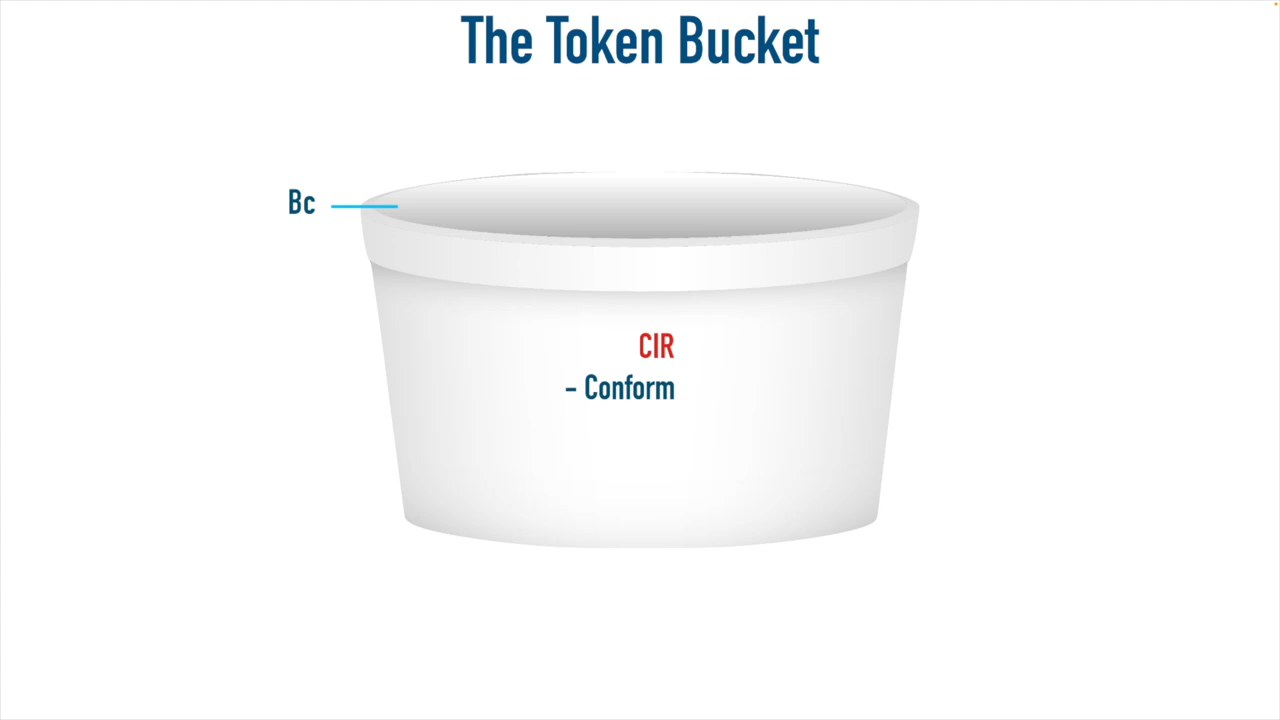 The Token Bucket
Bc
CIR
- Conform